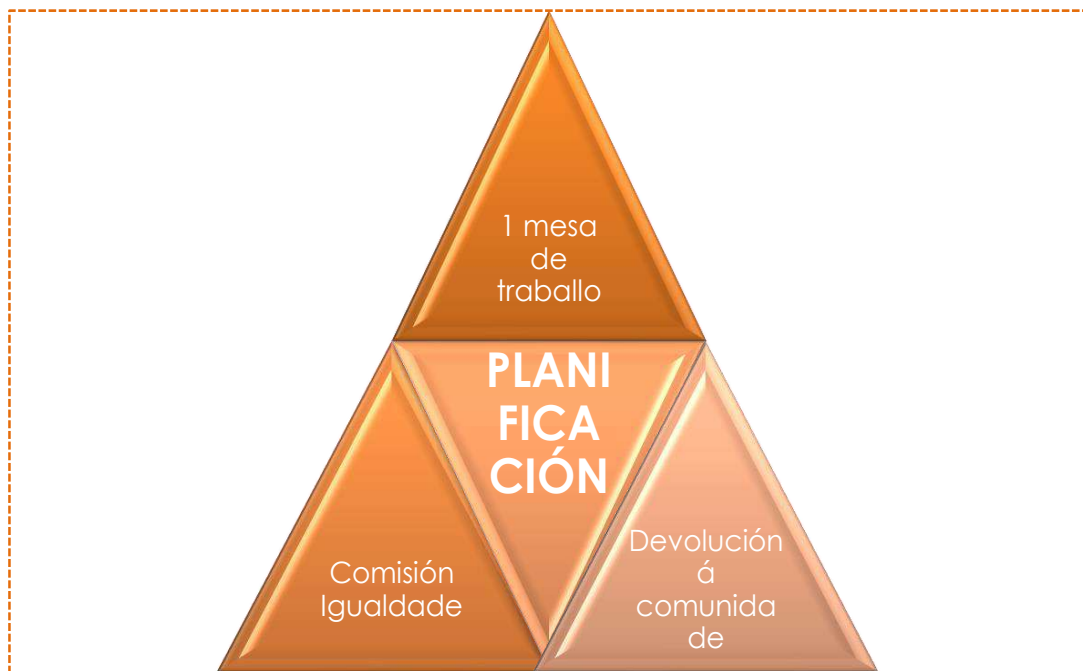 1 mesa
de
traballo
PLANI
FICA
CIÓN
Comisión
Igualdade
Devolución
á
comunida
de